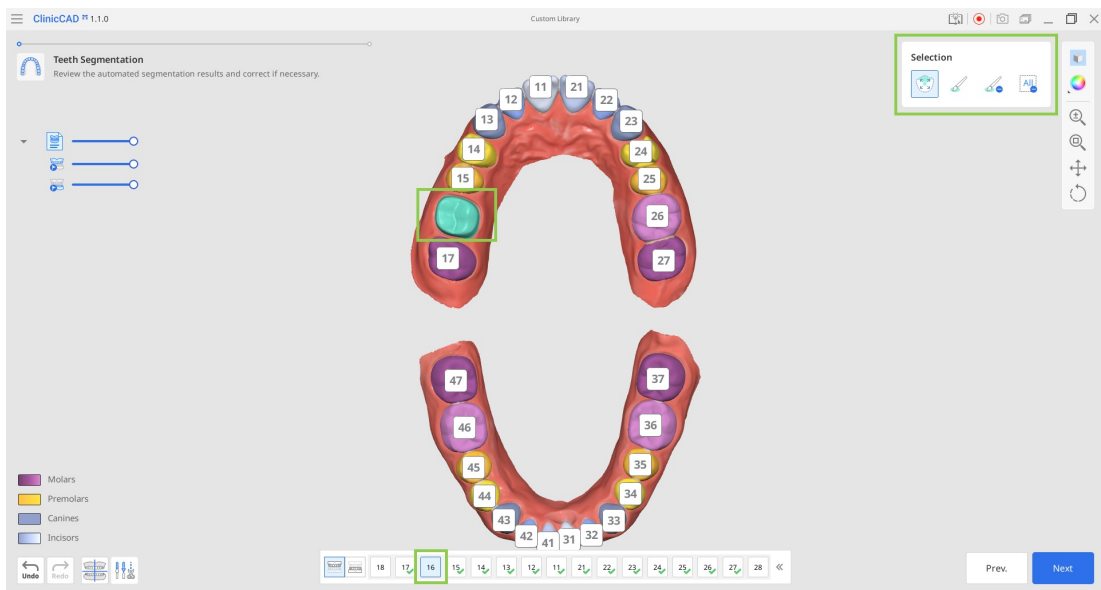 ClinicCAD 1.1.0
Custom Library
Teeth Segmentation
Review the automated segmentation results and correct if necessary.
Selection
All
11
21
12
22
13
23
14
24
15
25
26
17
27
47
37
46
36
45
35
44
34
43
33
42
41
31
32
Molars
Premolars
Canines
Incisors
Undo
Redo
18 17 16 15 14 13 12 11 21 22 23 24 25 26 27 28
Prev.
Next